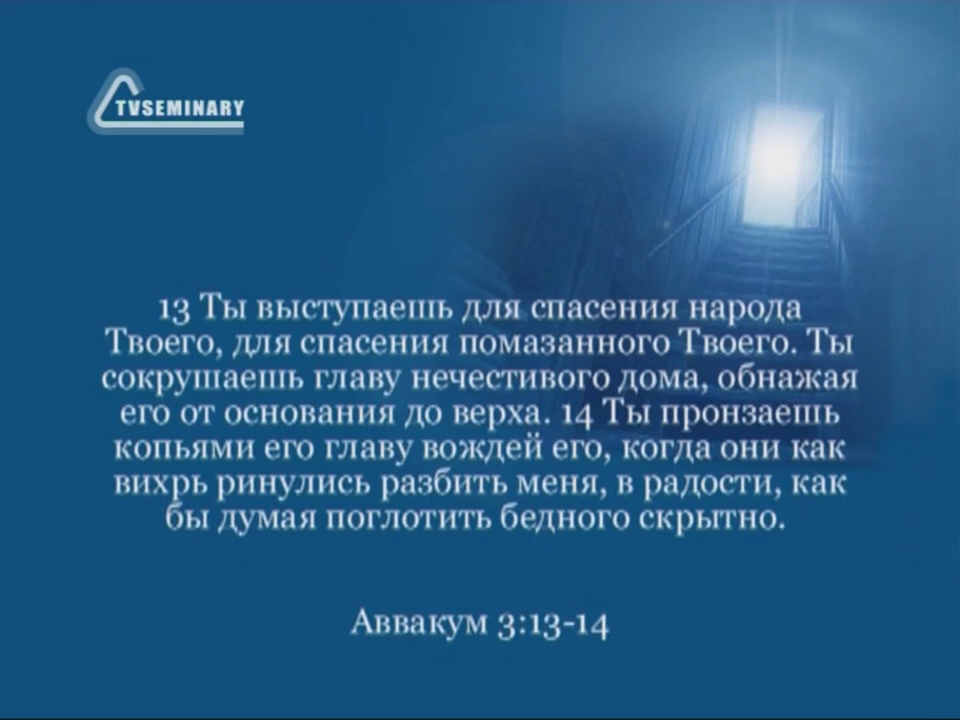 TVSEMINARY
13 Ты выступаешь для спасения народа
Твоего, для спасения помазанного Твоего. Ты
сокрушаешь главу нечестивого дома, обнажая
его от основания до верха. 14 Ты пронзаешь
копьями его главу вождей его, когда они как
вихрь ринулись разбить меня, в радости, как
бы думая поглотить бедного скрытно.
Аввакум 3:13-14